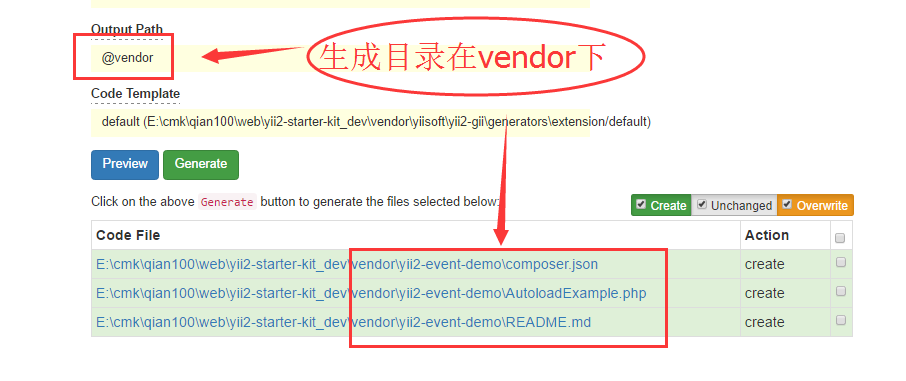 Output Path
@vendor
生成目录在vendor下
Code Template
default (E:\cmk\qian100\web\yii2-starter-kit_dev\vendor\yiisoft\yii2-gii\generators\extension/default)
Preview Generate
Click on the above Generate button to generate the files selected below:
Create Unchanged Overwrite
Code File Action
E:\cmk\qian100\web\yii2-starter-kit_dev\vendor\yii2-event-demo\composer.json create
E:\cmk\qian100\web\yii2-starter-kit_dev\vendor\yii2-event-demo\AutoloadExample.php create
E:\cmk\qian100\web\yii2-starter-kit_dev\vendor\yii2-event-demo\README.md create